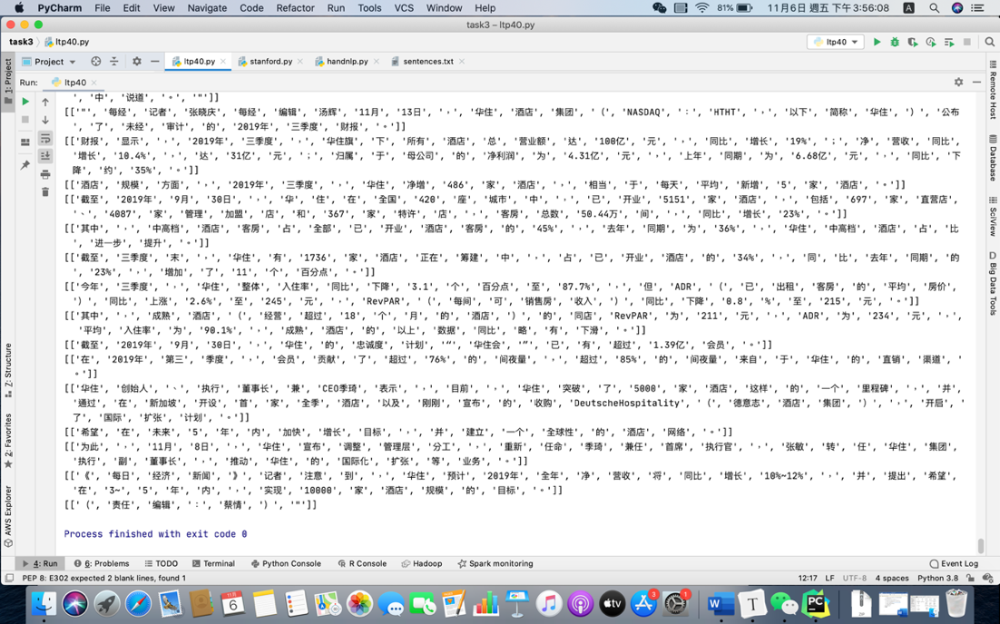 PyCharm File Edit View Navigate Code Refactor Run Tools VCS Window Help 81% 11月6日 週五 下午3:56:08 A
task3 – ltp40.py
task3 ltp40.py ltp40
Project ltp40.py stanford.py handnlp.py sentences.txt
Run: ltp40
', '中', '说道', '。', '"']]
[['"', '每经', '记者', '张晓庆', '每经', '编辑', '汤辉', '11月', '13日', '，', '华住', '酒店', '集团', '（', 'NASDAQ', '：', 'HTHT', '，', '以下', '简称', '华住', '）', '公布
', '了', '未经', '审计', '的', '2019年', '三季度', '财报', '。']]
[['财报', '显示', '，', '2019年', '三季度', '，', '华住旗', '下', '所有', '酒店', '总', '营业额', '达', '100亿', '元', '，', '同比', '增长', '19%', '；', '净', '营收', '同比',
'增长', '10.4%', '，', '达', '31亿', '元', '；', '归属', '于', '母公司', '的', '净利润', '为', '4.31亿', '元', '，', '上年', '同期', '为', '6.68亿', '元', '，', '同比', '下
降', '约', '35%', '。']]
[['酒店', '规模', '方面', '，', '2019年', '三季度', '，', '华住', '净增', '486', '家', '酒店', '，', '相当', '于', '每天', '平均', '新增', '5', '家', '酒店', '。']]
[['截至', '2019年', '9月', '30日', '，', '华', '住', '在', '全国', '420', '座', '城市', '中', '，', '已', '开业', '5151', '家', '酒店', '，', '包括', '697', '家', '直营店'
, '、', '4087', '家', '管理', '加盟', '店', '和', '367', '家', '特许', '店', '，', '客房', '总数', '50.44万', '间', '，', '同比', '增长', '23%', '。']]
[['其中', '，', '中高档', '酒店', '客房', '占', '全部', '已', '开业', '酒店', '客房', '的', '45%', '，', '去年', '同期', '为', '36%', '，', '华住', '中高档', '酒店', '占', '比
', '进一步', '提升', '。']]
[['截至', '三季度', '末', '，', '华住', '有', '1736', '家', '酒店', '正在', '筹建', '中', '，', '占', '已', '开业', '酒店', '的', '34%', '，', '同', '比', '去年', '同期', '的
', '23%', '，', '增加', '了', '11', '个', '百分点', '。']]
[['今年', '三季度', '，', '华住', '整体', '入住率', '同比', '下降', '3.1', '个', '百分点', '至', '87.7%', '，', '但', 'ADR', '（', '已', '出租', '客房', '的', '平均', '房价',
'）', '同比', '上涨', '2.6%', '至', '245', '元', '，', 'RevPAR', '（', '每间', '可', '销售房', '收入', '）', '同比', '下降', '0.8', '%', '至', '215', '元', '。']]
[['其中', '，', '成熟', '酒店', '（', '经营', '超过', '18', '个', '月', '的', '酒店', '）', '的', '同店', 'RevPAR', '为', '211', '元', '，', 'ADR', '为', '234', '元', '，',
'平均', '入住率', '为', '90.1%', '，', '成熟', '酒店', '的', '以上', '数据', '同比', '略', '有', '下滑', '。']]
[['截至', '2019年', '9月', '30日', '，', '华住', '的', '忠诚度', '计划', '“', '华住会', '”', '已', '有', '超过', '1.39亿', '会员', '。']]
[['在', '2019年', '第三', '季度', '，', '会员', '贡献', '了', '超过', '76%', '的', '间夜量', '，', '超过', '85%', '的', '间夜量', '来自', '于', '华住', '的', '直销', '渠道', '
。']]
[['华住', '创始人', '、', '执行', '董事长', '兼', 'CEO季琦', '表示', '，', '目前', '，', '华住', '突破', '了', '5000', '家', '酒店', '这样', '的', '一个', '里程碑', '，', '并
', '通过', '在', '新加坡', '开设', '首', '家', '全季', '酒店', '以及', '刚刚', '宣布', '的', '收购', 'DeutscheHospitality', '（', '德意志', '酒店', '集团', '）', '，', '开启', '
了', '国际', '扩张', '计划', '。']]
[['希望', '在', '未来', '5', '年', '内', '加快', '增长', '目标', '，', '并', '建立', '一个', '全球性', '的', '酒店', '网络', '。']]
[['为此', '，', '11月', '8日', '，', '华住', '宣布', '调整', '管理层', '分工', '，', '重新', '任命', '季琦', '兼任', '首席', '执行官', '，', '张敏', '转', '任', '华住', '集团',
'执行', '副', '董事长', '，', '推动', '华住', '的', '国际化', '扩张', '等', '业务', '。']]
[['《', '每日', '经济', '新闻', '》', '记者', '注意', '到', '，', '华住', '预计', '2019年', '全年', '净', '营收', '将', '同比', '增长', '10%~12%', '，', '并', '提出', '希望',
'在', '3~', '5', '年', '内', '，', '实现', '10000', '家', '酒店', '规模', '的', '目标', '。']]
[['（', '责任', '编辑', '：', '蔡情', '）', '"']]
Process finished with exit code 0
1: Project
7: Structure
2: Favorites
AWS Explorer
Remote Host
Database
SciView
Big Data Tools
4: Run 6: Problems TODO Terminal Python Console R Console Hadoop Spark monitoring Event Log
PEP 8: E302 expected 2 blank lines, found 1 12:17 LF UTF-8 4 spaces Python 3.8